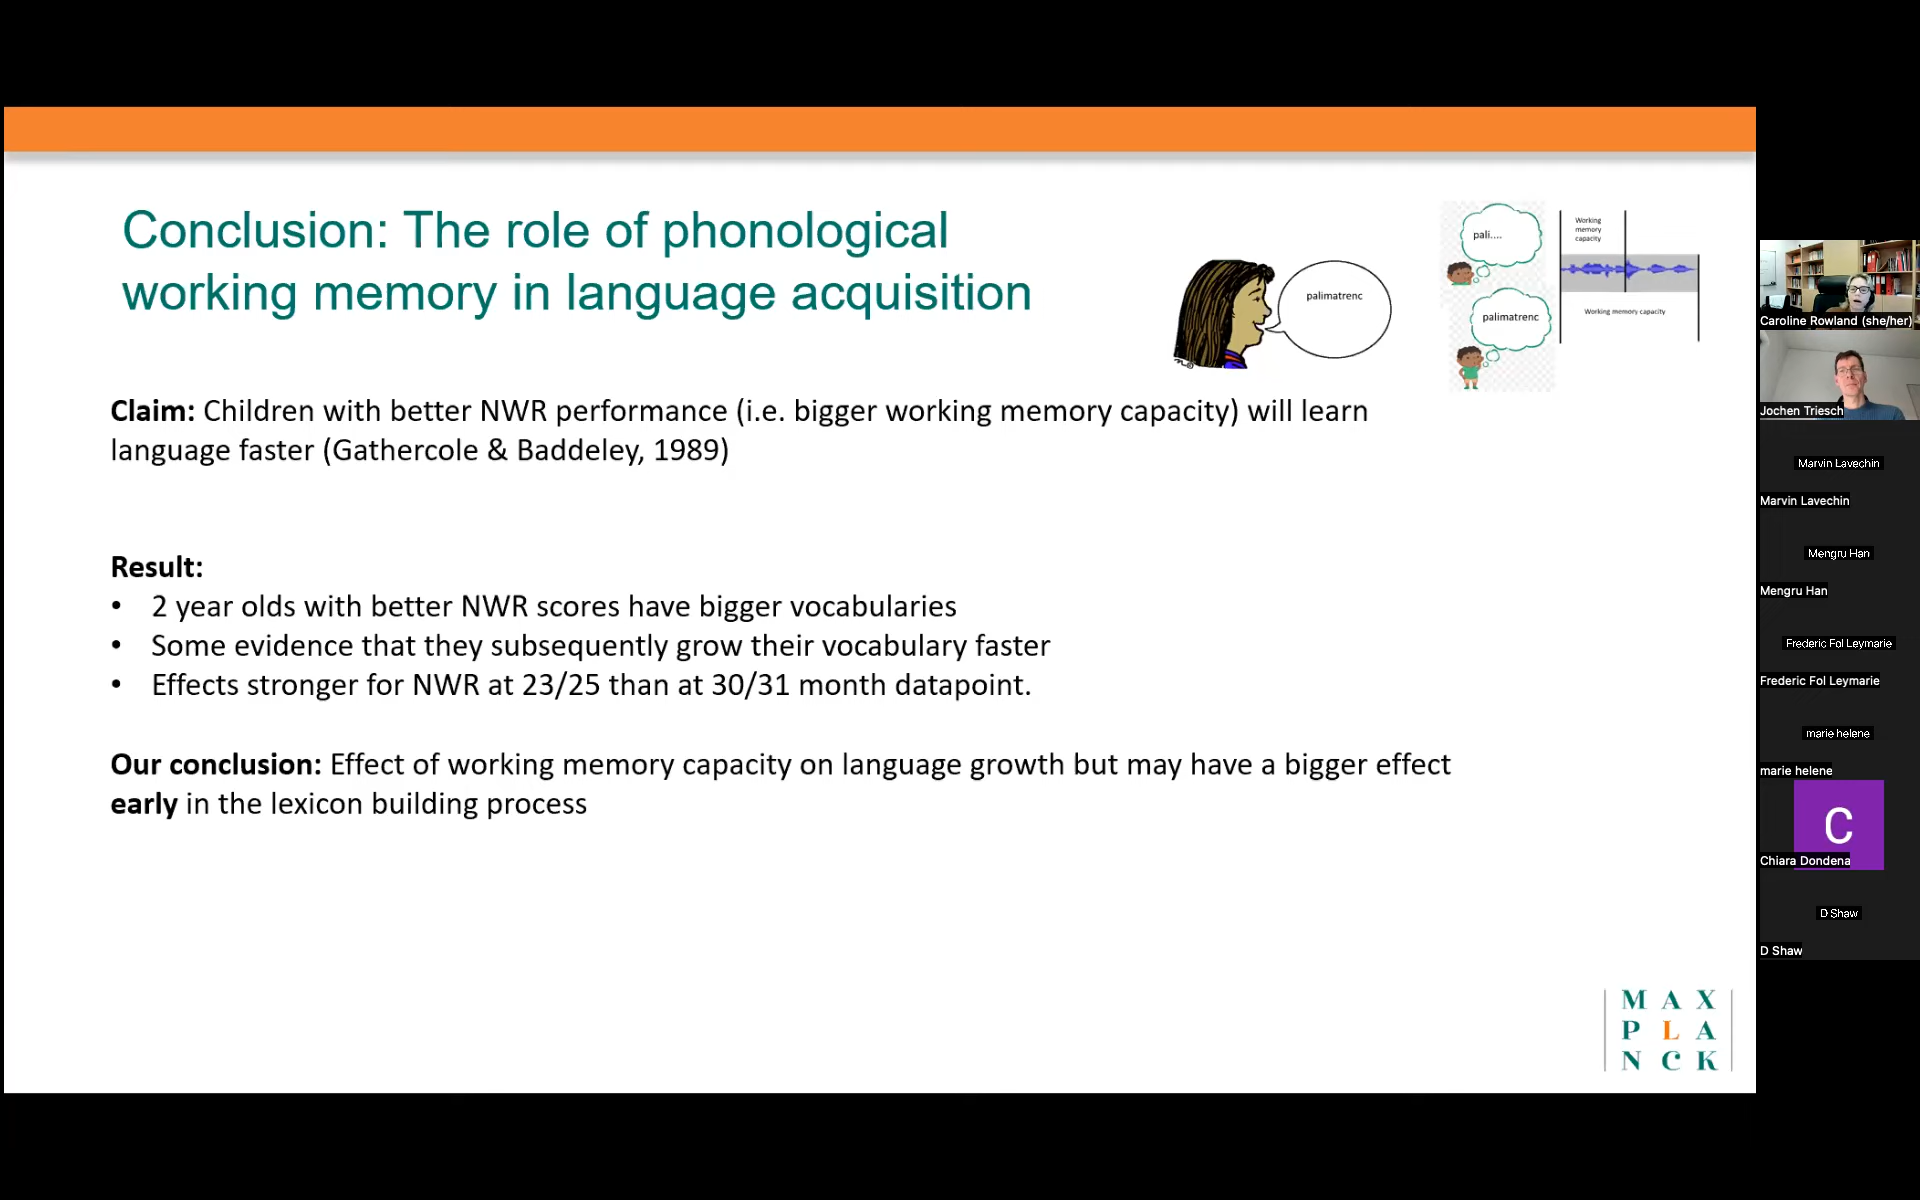 Conclusion: The role of phonological
working memory in language acquisition
palimatrenc
pali....
palimatrenc
Working
memory
capacity
Working memory capacity
Claim: Children with better NWR performance (i.e. bigger working memory capacity) will learn
language faster (Gathercole & Baddeley, 1989)
Result:
• 2 year olds with better NWR scores have bigger vocabularies
• Some evidence that they subsequently grow their vocabulary faster
• Effects stronger for NWR at 23/25 than at 30/31 month datapoint.
Our conclusion: Effect of working memory capacity on language growth but may have a bigger effect
early in the lexicon building process
MAX
PLA
NCK
Caroline Rowland (she/her)
Jochen Triesch
Marvin Lavechin
Marvin Lavechin
Mengru Han
Mengru Han
Frederic Fol Leymarie
Frederic Fol Leymarie
marie helene
marie helene
C
Chiara Dondena
D Shaw
D Shaw